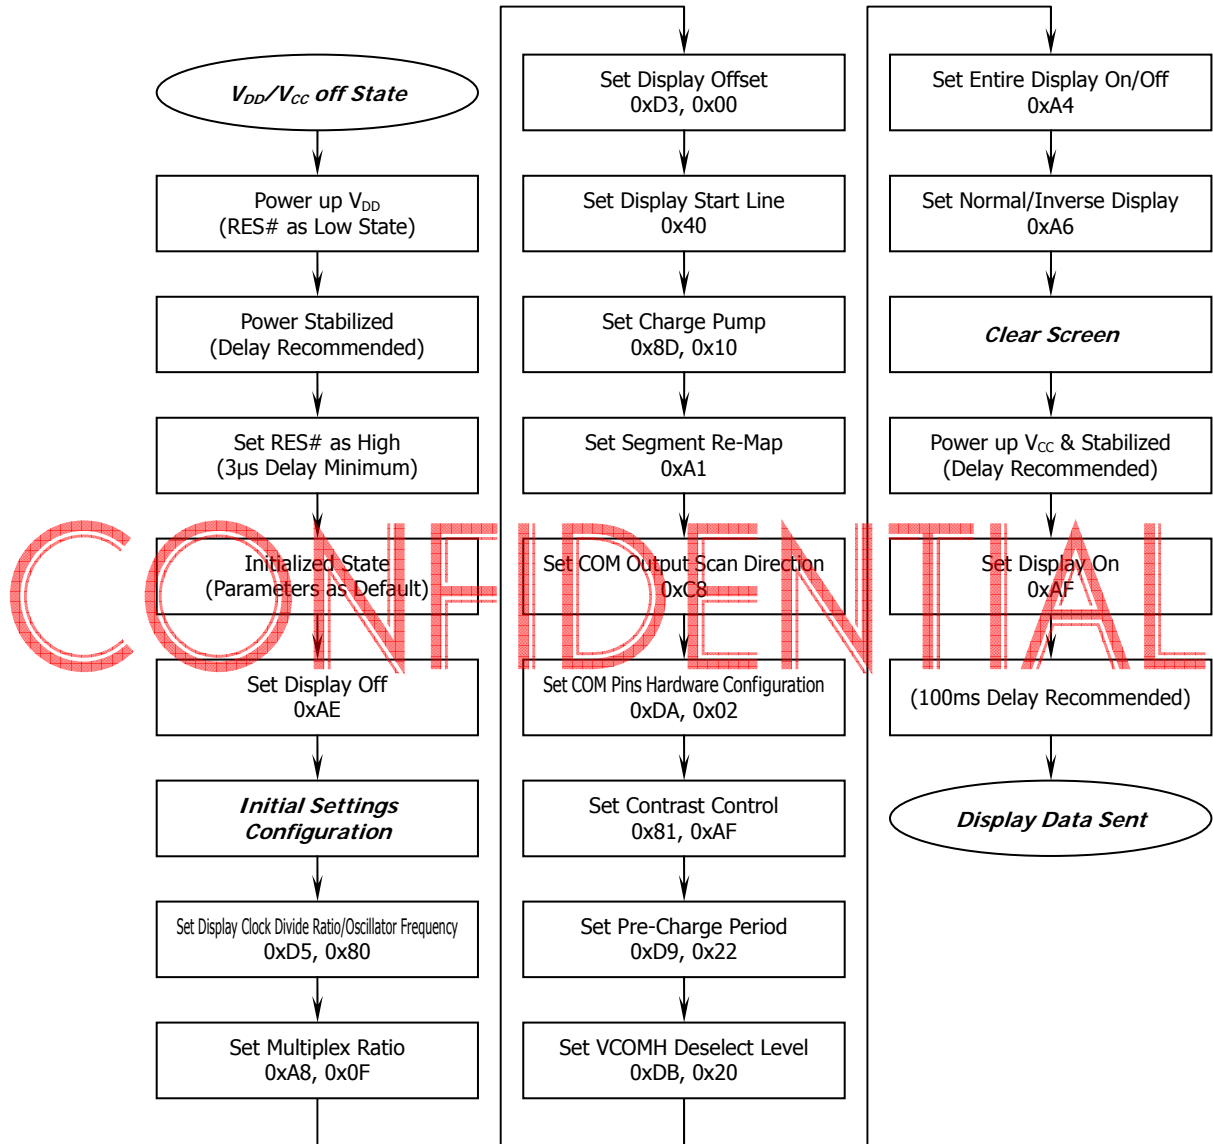 V_DD/V_CC off State
Power up V_DD
(RES# as Low State)
Power Stabilized
(Delay Recommended)
Set RES# as High
(3μs Delay Minimum)
Initialized State
(Parameters as Default)
Set Display Off
0xAE
Initial Settings
Configuration
Set Display Clock Divide Ratio/Oscillator Frequency
0xD5, 0x80
Set Multiplex Ratio
0xA8, 0x0F
Set Display Offset
0xD3, 0x00
Set Display Start Line
0x40
Set Charge Pump
0x8D, 0x10
Set Segment Re-Map
0xA1
Set COM Output Scan Direction
0xC8
Set COM Pins Hardware Configuration
0xDA, 0x02
Set Contrast Control
0x81, 0xAF
Set Pre-Charge Period
0xD9, 0x22
Set VCOMH Deselect Level
0xDB, 0x20
Set Entire Display On/Off
0xA4
Set Normal/Inverse Display
0xA6
Clear Screen
Power up V_CC & Stabilized
(Delay Recommended)
Set Display On
0xAF
(100ms Delay Recommended)
Display Data Sent
CONFIDENTIAL